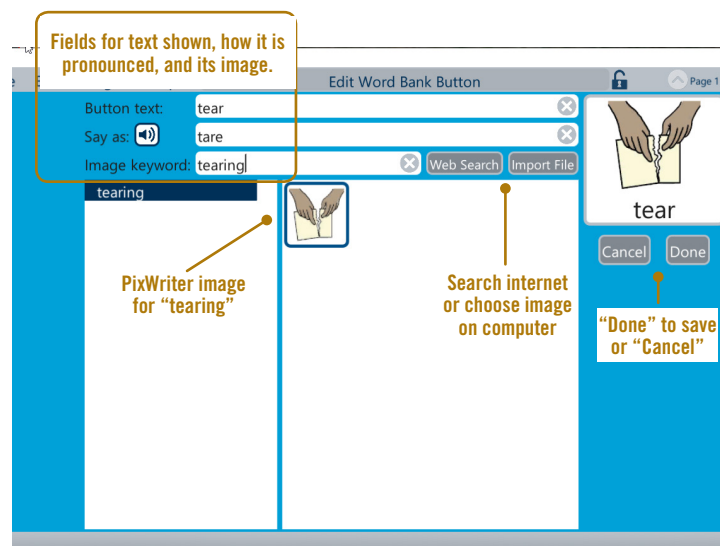 Fields for text shown, how it is
pronounced, and its image.
Edit Word Bank Button
Page 1
Button text: tear
Say as: tare
Image keyword: tearing Web Search Import File
tearing
tear
Cancel Done
PixWriter image
for “tearing”
Search internet
or choose image
on computer
“Done” to save
or “Cancel”